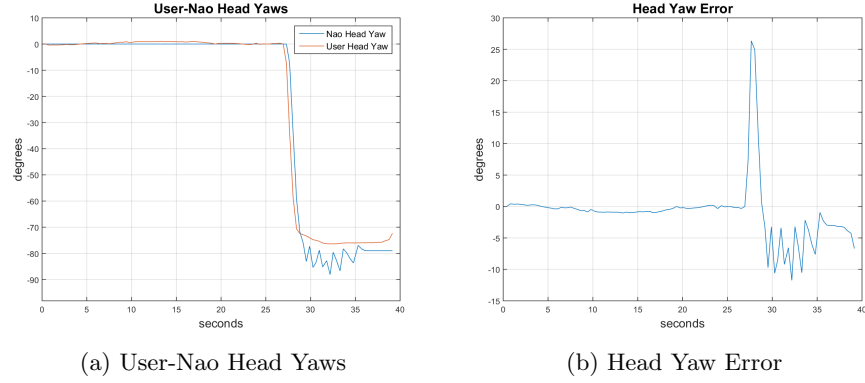 User-Nao Head Yaws
10
0
-10
-20
-30
-40
-50
-60
-70
-80
-90
degrees
0 5 10 15 20 25 30 35 40
seconds
Nao Head Yaw
User Head Yaw
(a) User-Nao Head Yaws
Head Yaw Error
30
25
20
15
10
5
0
-5
-10
-15
degrees
0 5 10 15 20 25 30 35 40
seconds
(b) Head Yaw Error